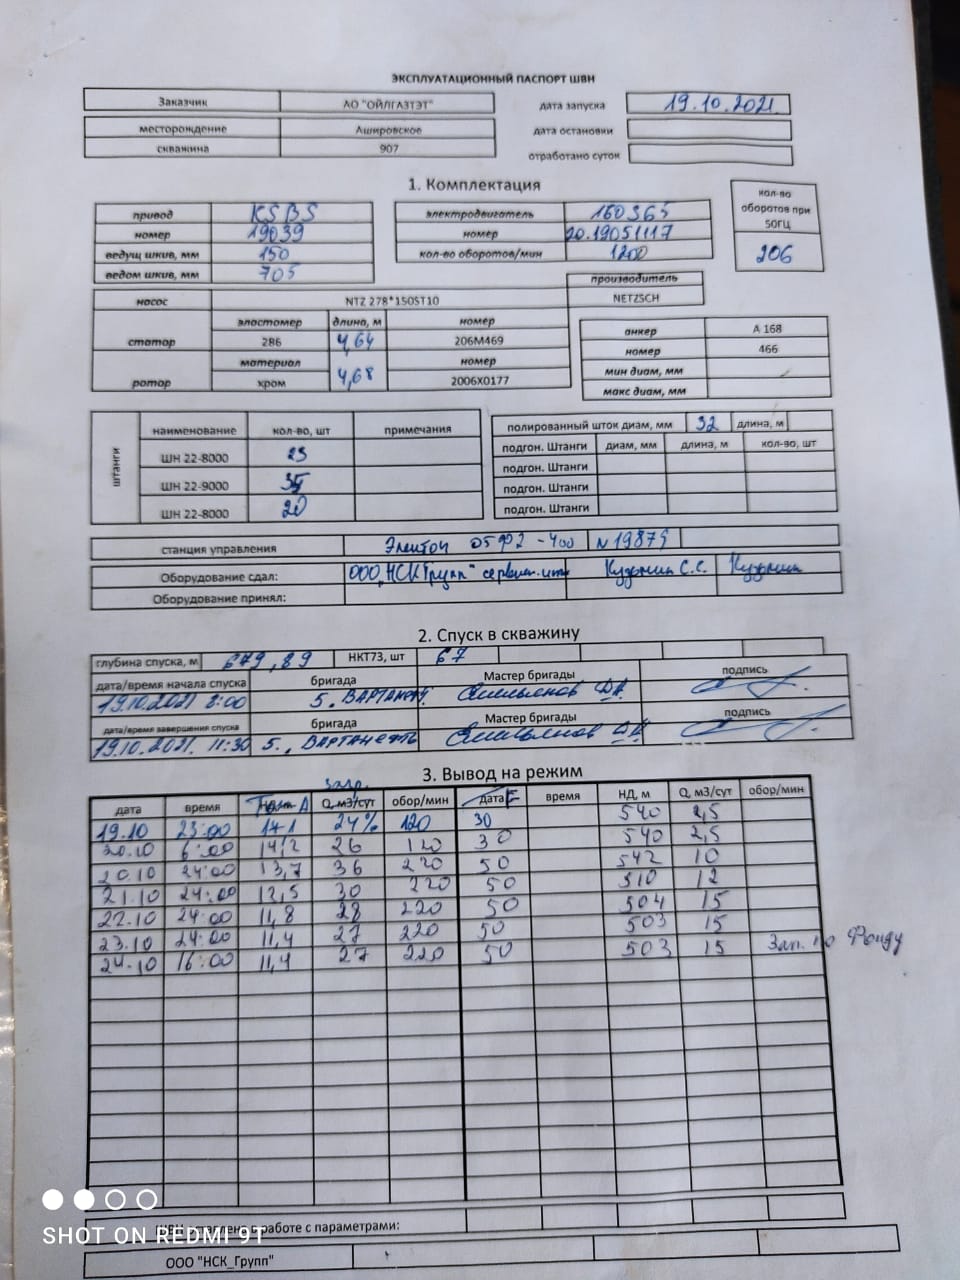 ЭКСПЛУАТАЦИОННЫЙ ПАСПОРТ ШВН
Заказчик АО "ОЙЛГАЗТЭТ" дата запуска 19.10.2021.
месторождение Ашировское дата остановки
скважина 907 отработано суток
1. Комплектация
привод KSBS электродвигатель 160S65 кол-во оборотов при 50ГЦ
номер 19039 номер 20.19051117
ведущ шкив, мм 150 кол-во оборотов/мин 1200 206
ведом шкив, мм 705
насос NTZ 278*150ST10 производитель NETZSCH
эластомер длина, м номер
статор 286 4,64 206M469 анкер А 168
материал номер номер 466
ротор хром 4,68 2006X0177 мин диам, мм
макс диам, мм
штанги наименование кол-во, шт примечания полированный шток диам, мм 32 длина, м
ШН 22-8000 23 подгон. Штанги диам, мм длина, м кол-во, шт
ШН 22-9000 35 подгон. Штанги
ШН 22-8000 20 подгон. Штанги
подгон. Штанги
станция управления Электон 05 Ф2 -400 N19879
Оборудование сдал: ООО "НСК Групп" сервис. Кузьмин С.С. Кузьмин
Оборудование принял:
2. Спуск в скважину
глубина спуска, м 679,89 НКТ73, шт 67
дата/время начала спуска бригада Мастер бригады подпись
19.10.2021 8:00 5. ВАРТАНЕФТЬ Емельянов
дата/время завершения спуска бригада Мастер бригады подпись
19.10.2021. 11:30 5., ВАРТАНЕФТЬ Емельянов
3. Вывод на режим
загр.
дата время А Q, м3/сут обор/мин дата F время НД, м Q, м3/сут обор/мин
19.10 23:00 14,1 24% 120 30 540 2,5
20.10 6:00 14,2 26 120 30 540 2,5
20.10 24:00 13,7 36 220 50 542 10
21.10 24:00 12,5 30 220 50 510 12
22.10 24:00 11,8 28 220 50 504 15
23.10 24:00 11,4 27 220 50 503 15
24.10 16:00 11,4 27 220 50 503 15 Зап. по Фонду
ШВН оставлена в работе с параметрами:
ООО "НСК_Групп"
SHOT ON REDMI 9T